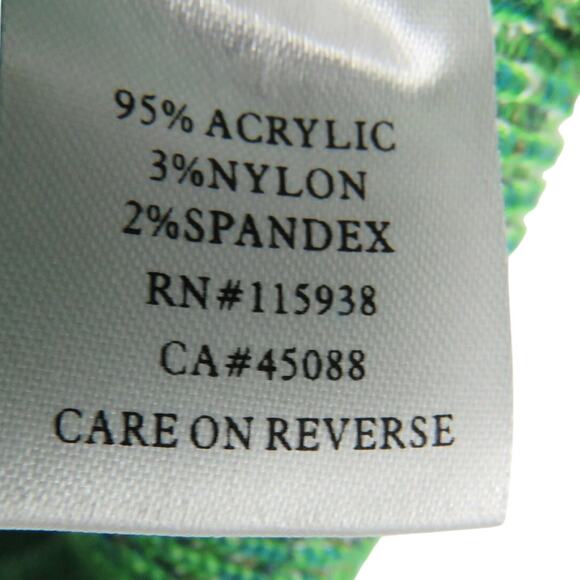 95% ACRYLIC
3%NYLON
2%SPANDEX
RN#115938
CA#45088
CARE ON REVERSE